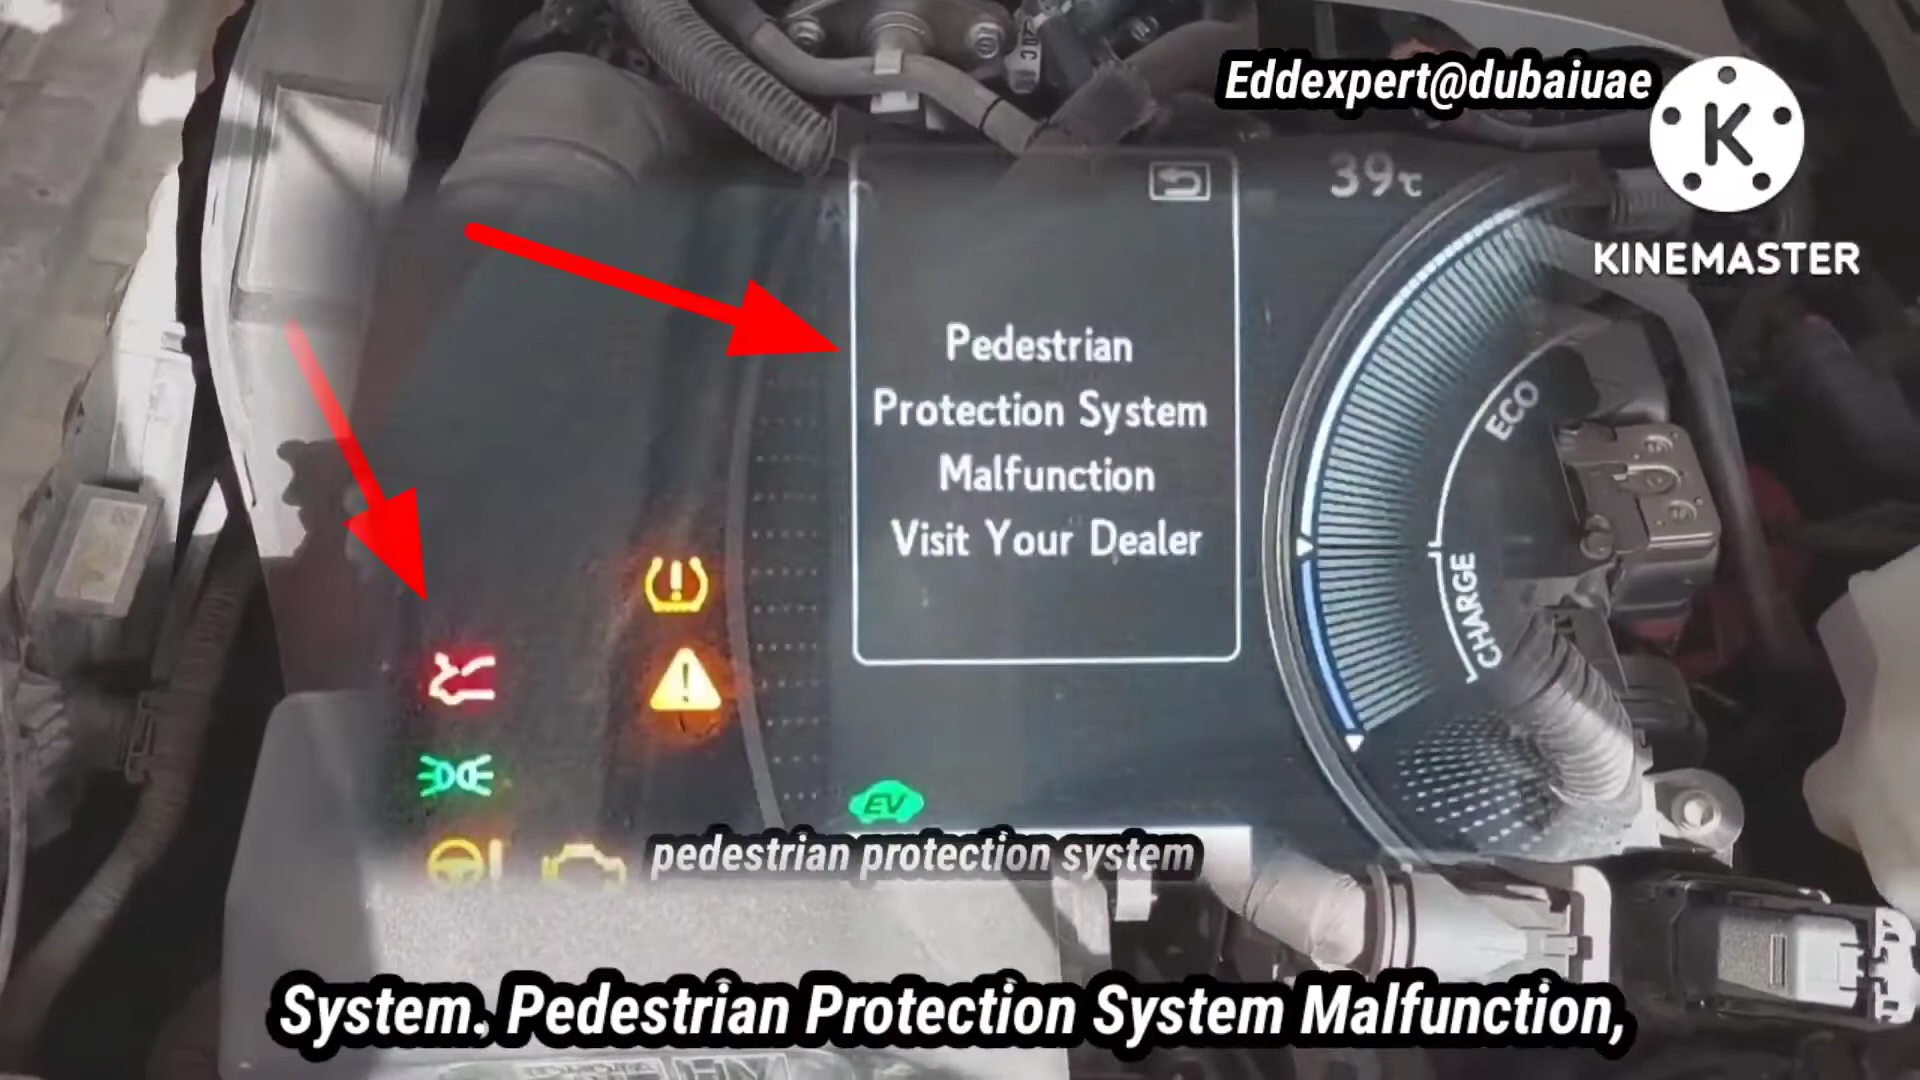 Eddexpert@dubaiuae
K
KINEMASTER
39℃
Pedestrian
Protection System
Malfunction
Visit Your Dealer
ECO
CHARGE
EV
pedestrian protection system
System. Pedestrian Protection System Malfunction,